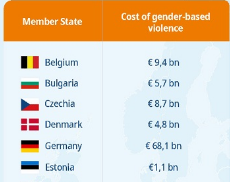 Member State Cost of gender-based
violence
Belgium € 9,4 bn
Bulgaria € 5,7 bn
Czechia € 8,7 bn
Denmark € 4,8 bn
Germany € 68,1 bn
Estonia €1,1 bn